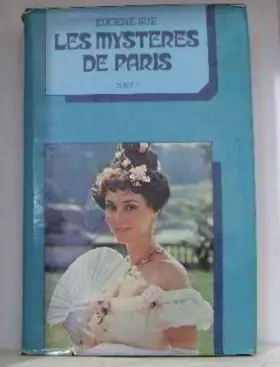 EUGENE SUE
LES MYSTERES
DE PARIS